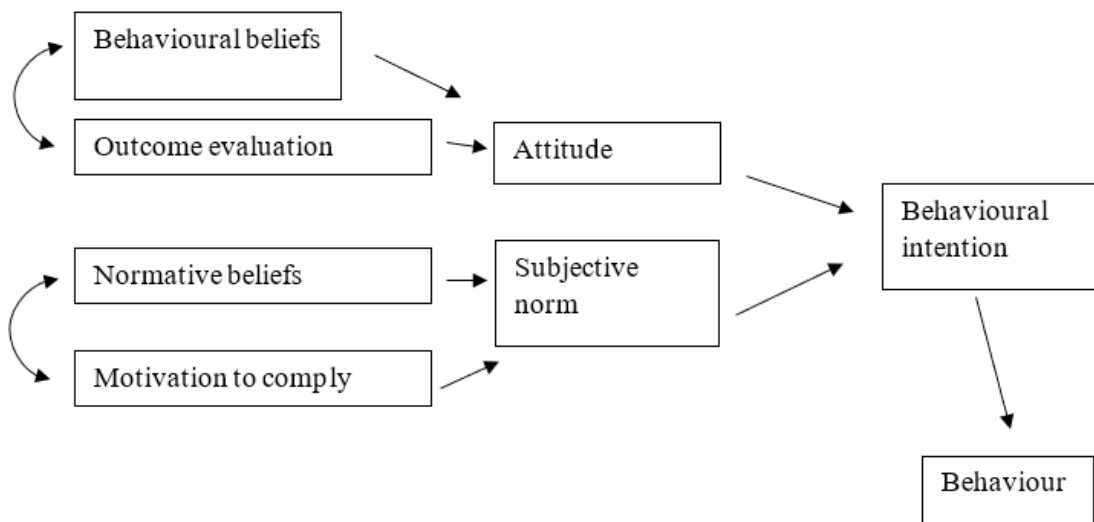 Behavioural beliefs
Outcome evaluation
Attitude
Normative beliefs
Motivation to comply
Subjective
norm
Behavioural
intention
Behaviour